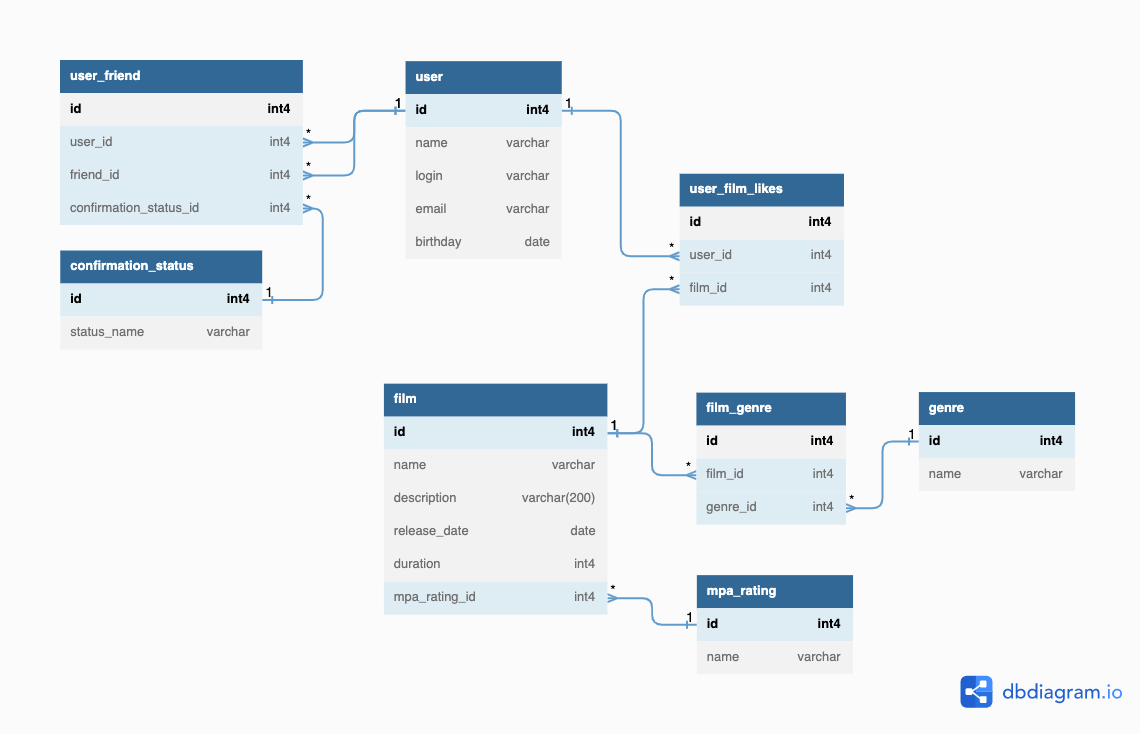 user_friend
id int4
user_id int4
friend_id int4
confirmation_status_id int4
confirmation_status
id int4
status_name varchar
user
id int4
name varchar
login varchar
email varchar
birthday date
user_film_likes
id int4
user_id int4
film_id int4
film
id int4
name varchar
description varchar(200)
release_date date
duration int4
mpa_rating_id int4
film_genre
id int4
film_id int4
genre_id int4
genre
id int4
name varchar
mpa_rating
id int4
name varchar
1
*
*
*
1
1
*
*
1
*
*
1
*
1
dbdiagram.io